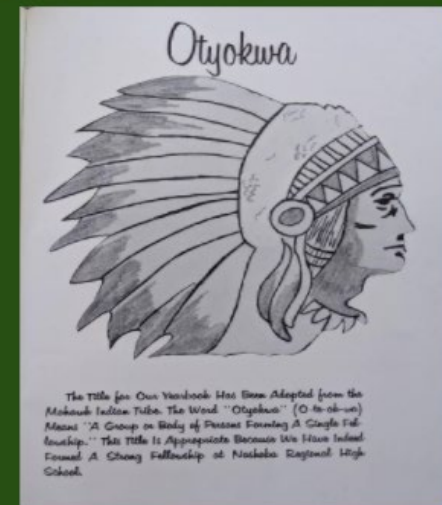 Otyokwa
The Title for Our Yearbook Has Been Adopted from the
Mohawk Indian Tribe. The Word "Otyokwa" (O-to-ok-wa)
Means "A Group or Body of Persons Forming A Single Fel-
lowship." This Title Is Appropriate Because We Have Indeed
Formed A Strong Fellowship at Nashoba Regional High
School.